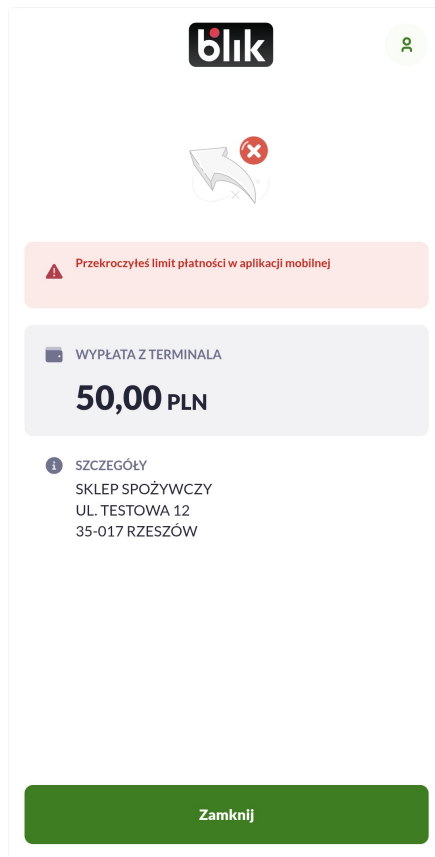 blik
Przekroczyłeś limit płatności w aplikacji mobilnej
WYPŁATA Z TERMINALA
50,00 PLN
SZCZEGÓŁY
SKLEP SPOŻYWCZY
UL. TESTOWA 12
35-017 RZESZÓW
Zamknij